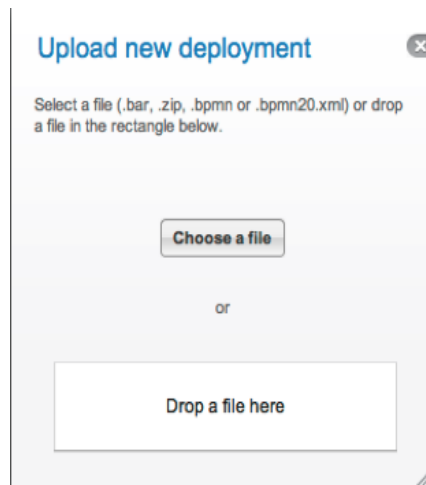 Upload new deployment
Select a file (.bar, .zip, .bpmn or .bpmn20.xml) or drop
a file in the rectangle below.
Choose a file
or
Drop a file here